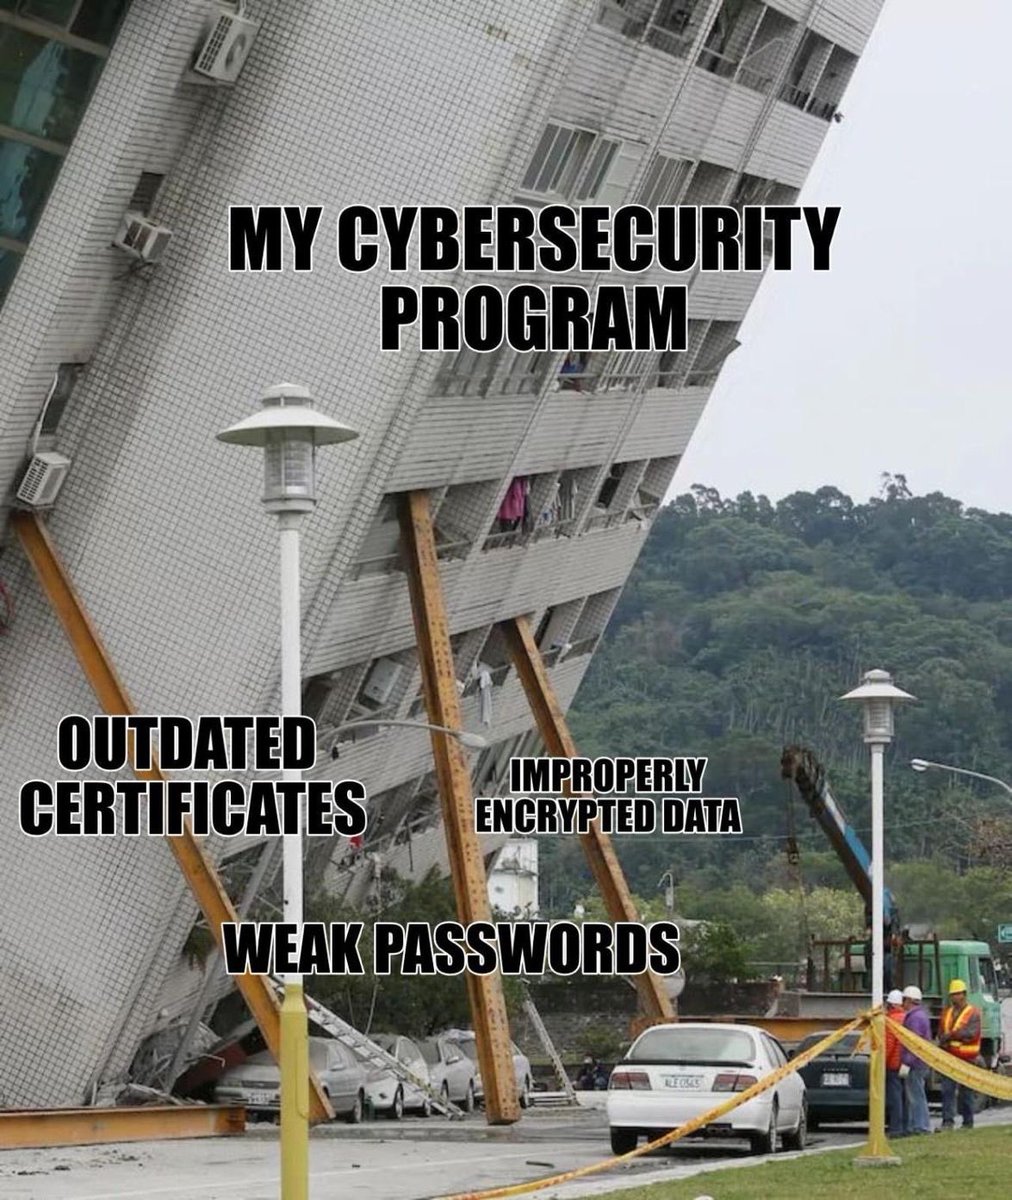 MY CYBERSECURITY
PROGRAM
OUTDATED
CERTIFICATES
IMPROPERLY
ENCRYPTED DATA
WEAK PASSWORDS